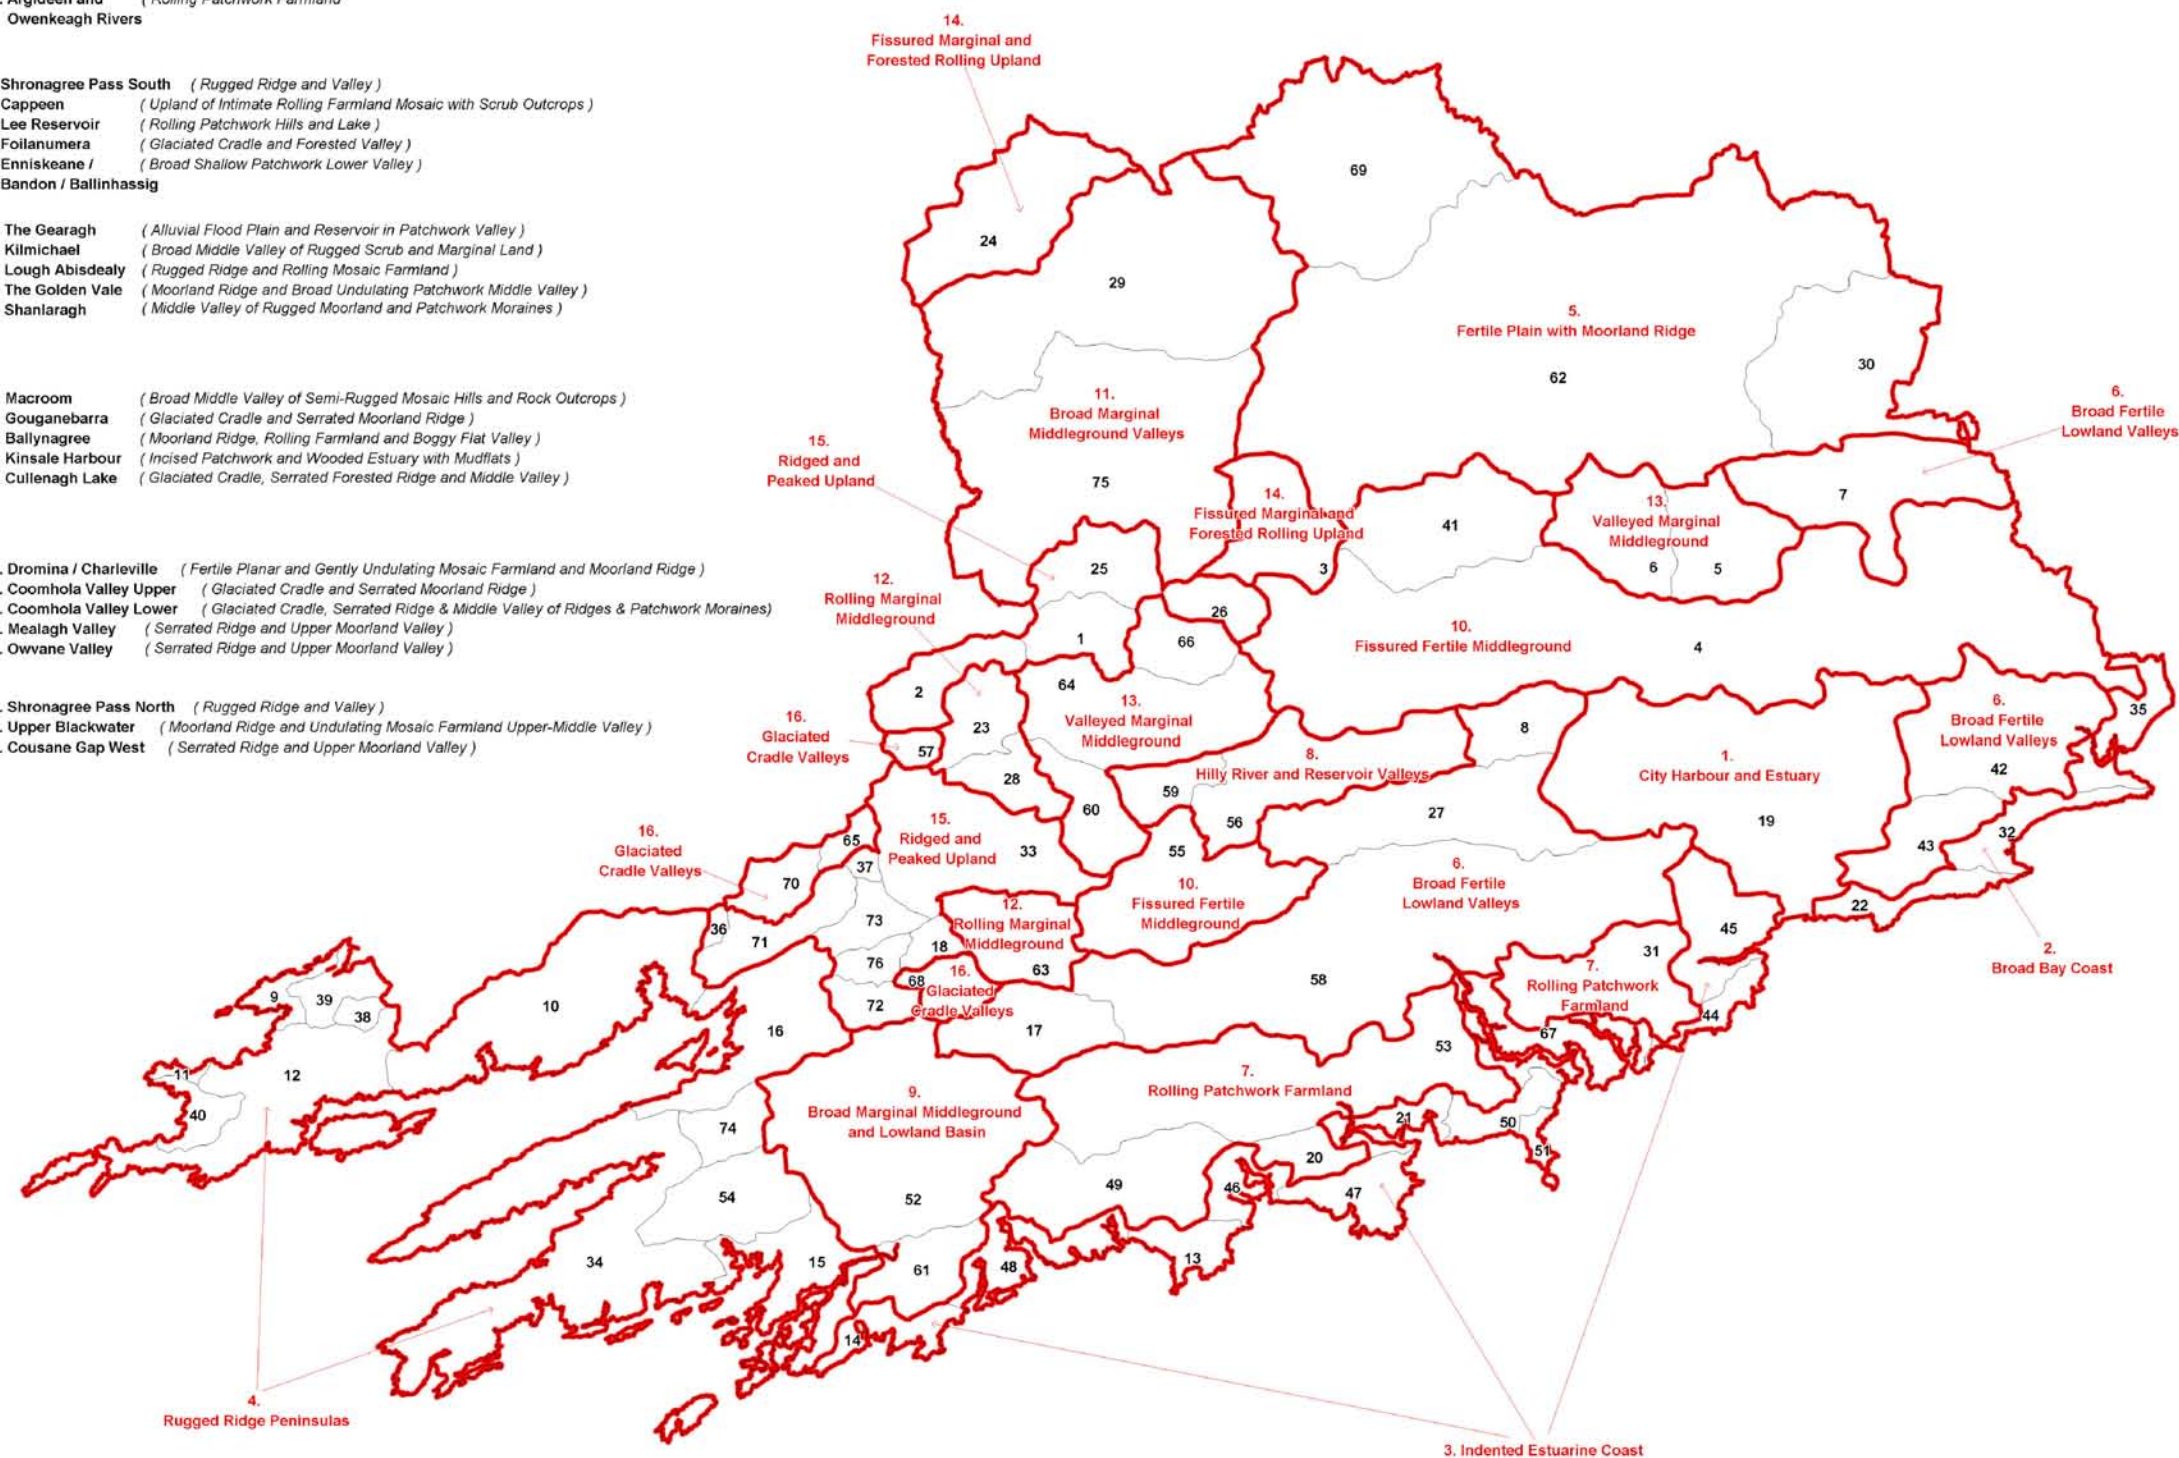 . Argideen and ( Rolling Patchwork Farmland
Owenkeagh Rivers
Shronagree Pass South ( Rugged Ridge and Valley )
Cappeen ( Upland of Intimate Rolling Farmland Mosaic with Scrub Outcrops )
Lee Reservoir ( Rolling Patchwork Hills and Lake )
Foilanumera ( Glaciated Cradle and Forested Valley )
Enniskeane / ( Broad Shallow Patchwork Lower Valley )
Bandon / Ballinhassig
The Gearagh ( Alluvial Flood Plain and Reservoir in Patchwork Valley )
Kilmichael ( Broad Middle Valley of Rugged Scrub and Marginal Land )
Lough Abisdealy ( Rugged Ridge and Rolling Mosaic Farmland )
The Golden Vale ( Moorland Ridge and Broad Undulating Patchwork Middle Valley )
Shanlaragh ( Middle Valley of Rugged Moorland and Patchwork Moraines )
Macroom ( Broad Middle Valley of Semi-Rugged Mosaic Hills and Rock Outcrops )
Gouganebarra ( Glaciated Cradle and Serrated Moorland Ridge )
Ballynagree ( Moorland Ridge, Rolling Farmland and Boggy Flat Valley )
Kinsale Harbour ( Incised Patchwork and Wooded Estuary with Mudflats )
Cullenagh Lake ( Glaciated Cradle, Serrated Forested Ridge and Middle Valley )
. Dromina / Charleville ( Fertile Planar and Gently Undulating Mosaic Farmland and Moorland Ridge )
. Coomhola Valley Upper ( Glaciated Cradle and Serrated Moorland Ridge )
. Coomhola Valley Lower ( Glaciated Cradle, Serrated Ridge & Middle Valley of Ridges & Patchwork Moraines)
. Mealagh Valley ( Serrated Ridge and Upper Moorland Valley )
. Owvane Valley ( Serrated Ridge and Upper Moorland Valley )
. Shronagree Pass North ( Rugged Ridge and Valley )
. Upper Blackwater ( Moorland Ridge and Undulating Mosaic Farmland Upper-Middle Valley )
. Cousane Gap West ( Serrated Ridge and Upper Moorland Valley )
14.
Fissured Marginal and
Forested Rolling Upland
69
24
29
5.
Fertile Plain with Moorland Ridge
62
30
6.
Broad Fertile
Lowland Valleys
11.
Broad Marginal
Middleground Valleys
75
15.
Ridged and
Peaked Upland
14.
Fissured Marginal and
Forested Rolling Upland
3
41
13.
Valleyed Marginal
Middleground
6
5
7
25
12.
Rolling Marginal
Middleground
26
1
66
10.
Fissured Fertile Middleground
4
2
64
13.
Valleyed Marginal
Middleground
23
16.
Glaciated
Cradle Valleys
57
28
8
8.
Hilly River and Reservoir Valleys
59
56
60
1.
City Harbour and Estuary
19
6.
Broad Fertile
Lowland Valleys
42
35
27
43
32
22
16.
Glaciated
Cradle Valleys
65
37
70
15.
Ridged and
Peaked Upland
33
55
10.
Fissured Fertile
Middleground
6.
Broad Fertile
Lowland Valleys
36
71
73
12.
Rolling Marginal
Middleground
18
63
76
68
16.
Glaciated
Cradle Valleys
72
17
58
31
7.
Rolling Patchwork
Farmland
45
44
67
2.
Broad Bay Coast
9
39
38
10
16
11
12
40
53
7.
Rolling Patchwork Farmland
9.
Broad Marginal Middleground
and Lowland Basin
74
54
52
49
46
20
21
47
50
51
34
15
61
48
13
14
4.
Rugged Ridge Peninsulas
3. Indented Estuarine Coast